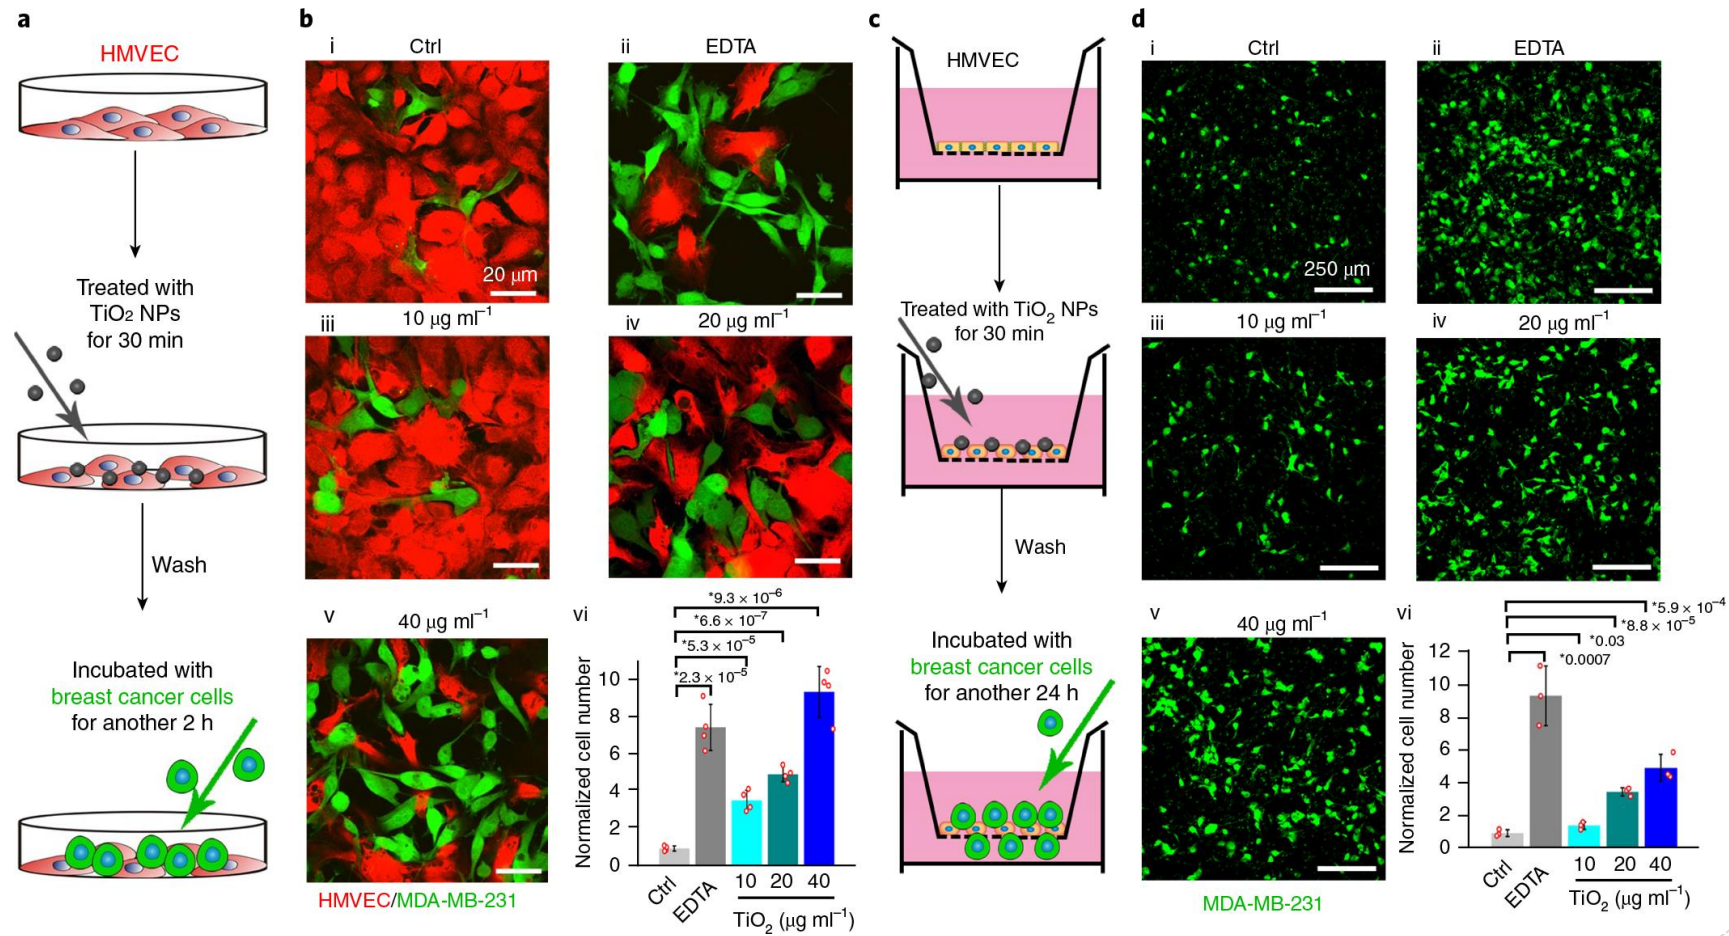 a
HMVEC
Treated with
TiO2 NPs
for 30 min
Wash
Incubated with
breast cancer cells
for another 2 h
b
i
Ctrl
20 μm
ii
EDTA
iii
10 μg ml⁻¹
iv
20 μg ml⁻¹
v
40 μg ml⁻¹
HMVEC/MDA-MB-231
vi
*9.3 × 10⁻⁶
*6.6 × 10⁻⁷
*5.3 × 10⁻⁵
*2.3 × 10⁻⁵
Normalized cell number
10
8
6
4
2
0
Ctrl
EDTA
10 20 40
TiO₂ (μg ml⁻¹)
c
HMVEC
Treated with TiO₂ NPs
for 30 min
Wash
Incubated with
breast cancer cells
for another 24 h
d
i
Ctrl
250 μm
ii
EDTA
iii
10 μg ml⁻¹
iv
20 μg ml⁻¹
v
40 μg ml⁻¹
MDA-MB-231
vi
*5.9 × 10⁻⁴
*8.8 × 10⁻⁵
*0.03
*0.0007
Normalized cell number
12
10
8
6
4
2
0
Ctrl
EDTA
10 20 40
TiO₂ (μg ml⁻¹)